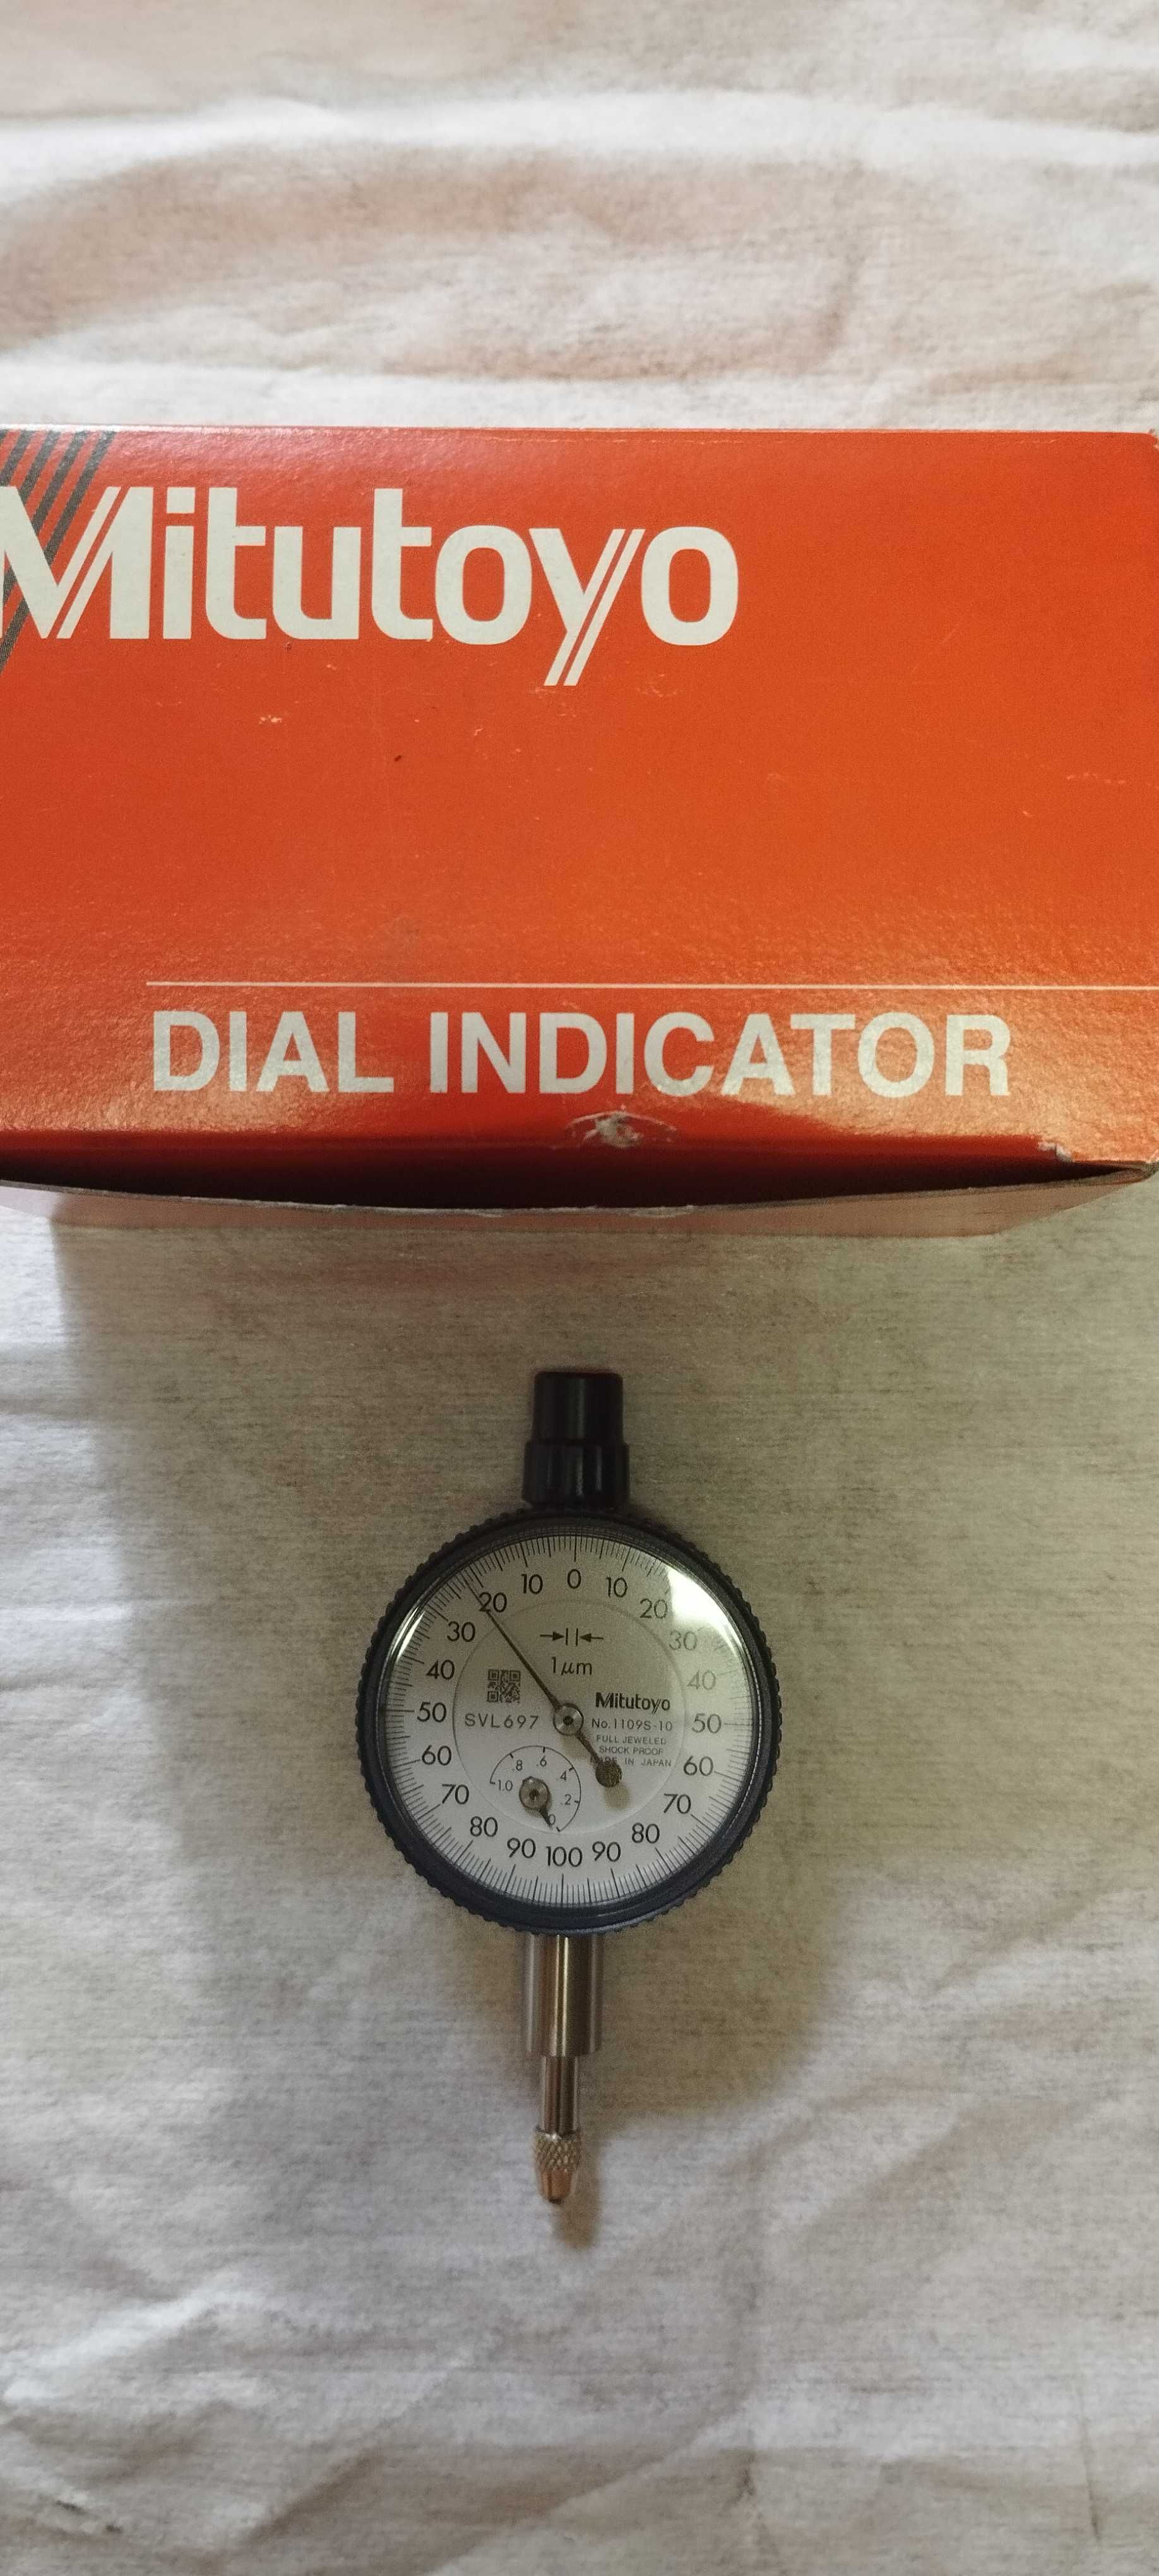 Mitutoyo
DIAL INDICATOR
10 0 10
20 20
30 30
40 40
50 50
60 60
70 70
80 80
90 100 90
1μm
Mitutoyo
No.1109S-10
FULL JEWELED
SHOCK PROOF
MADE IN JAPAN
SVL697
.8 .6
1.0 .4
.2
0